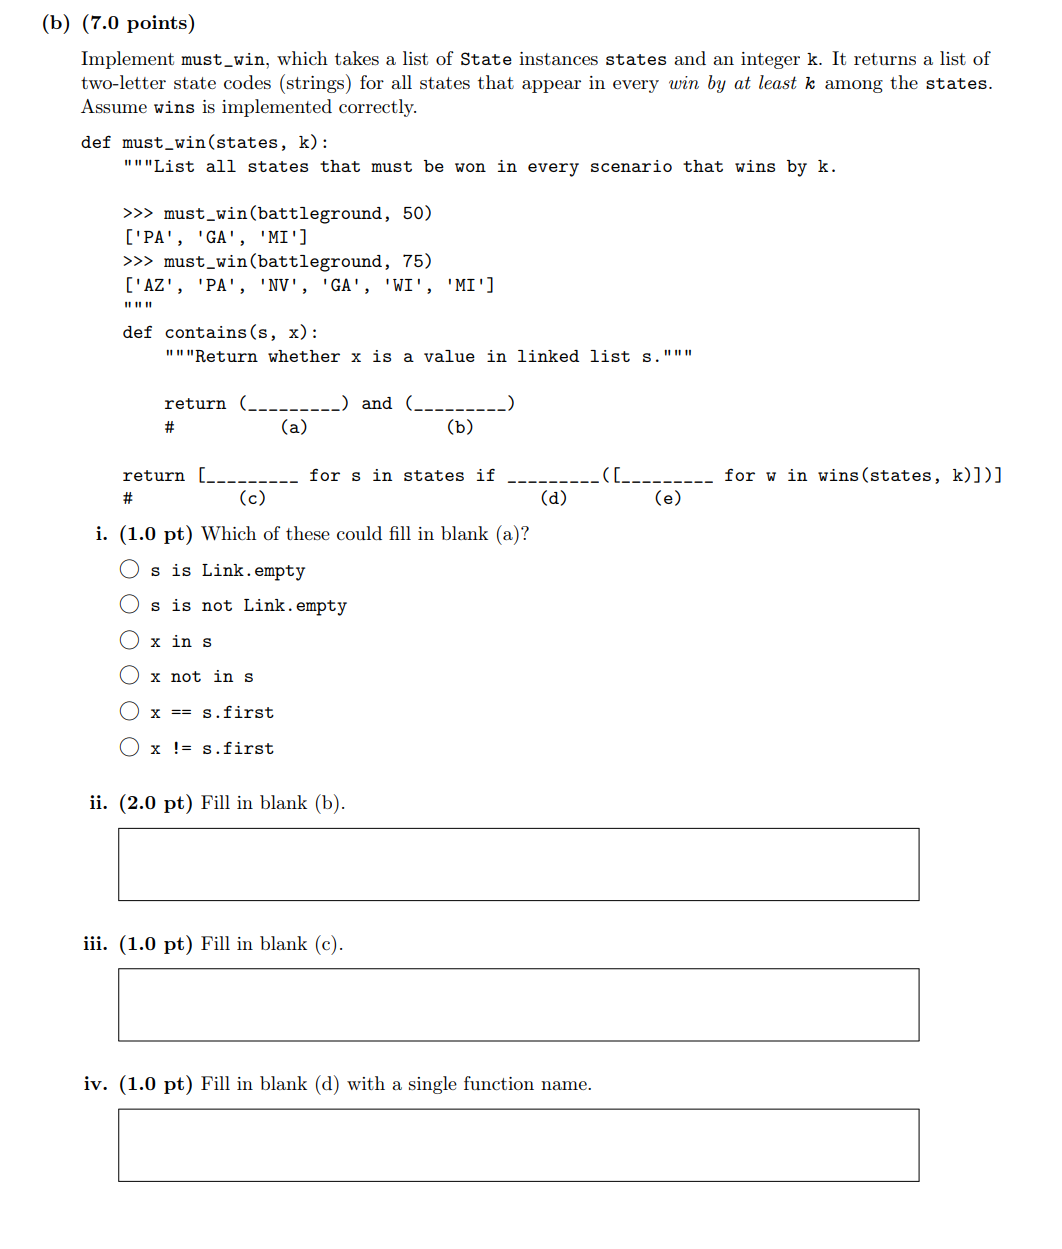 (b) (7.0 points)
Implement must_win, which takes a list of State instances states and an integer k. It returns a list of
two-letter state codes (strings) for all states that appear in every win by at least k among the states.
Assume wins is implemented correctly.
def must_win(states, k):
"""List all states that must be won in every scenario that wins by k.
>>> must_win(battleground, 50)
['PA', 'GA', 'MI']
>>> must_win(battleground, 75)
['AZ', 'PA', 'NV', 'GA', 'WI', 'MI']
"""
def contains(s, x):
"""Return whether x is a value in linked list s."""
return (_________) and (_________)
# (a) (b)
return [_________ for s in states if _________([_________ for w in wins(states, k)])]
# (c) (d) (e)
i. (1.0 pt) Which of these could fill in blank (a)?
s is Link.empty
s is not Link.empty
x in s
x not in s
x == s.first
x != s.first
ii. (2.0 pt) Fill in blank (b).
iii. (1.0 pt) Fill in blank (c).
iv. (1.0 pt) Fill in blank (d) with a single function name.